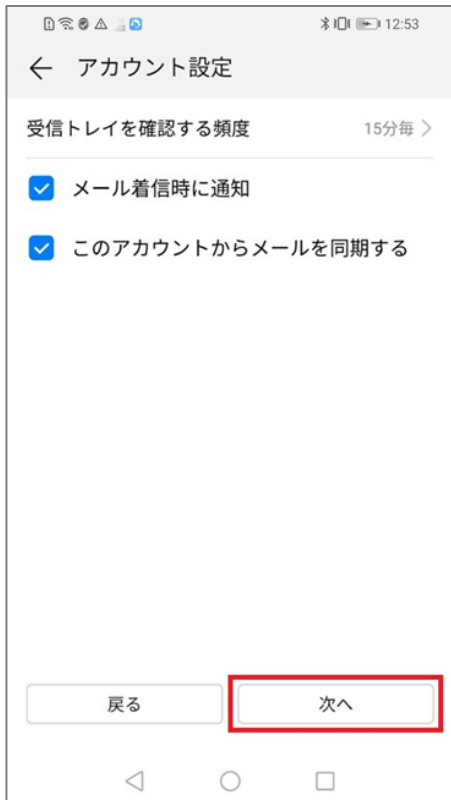 12:53
アカウント設定
受信トレイを確認する頻度 15分毎
メール着信時に通知
このアカウントからメールを同期する
戻る 次へ